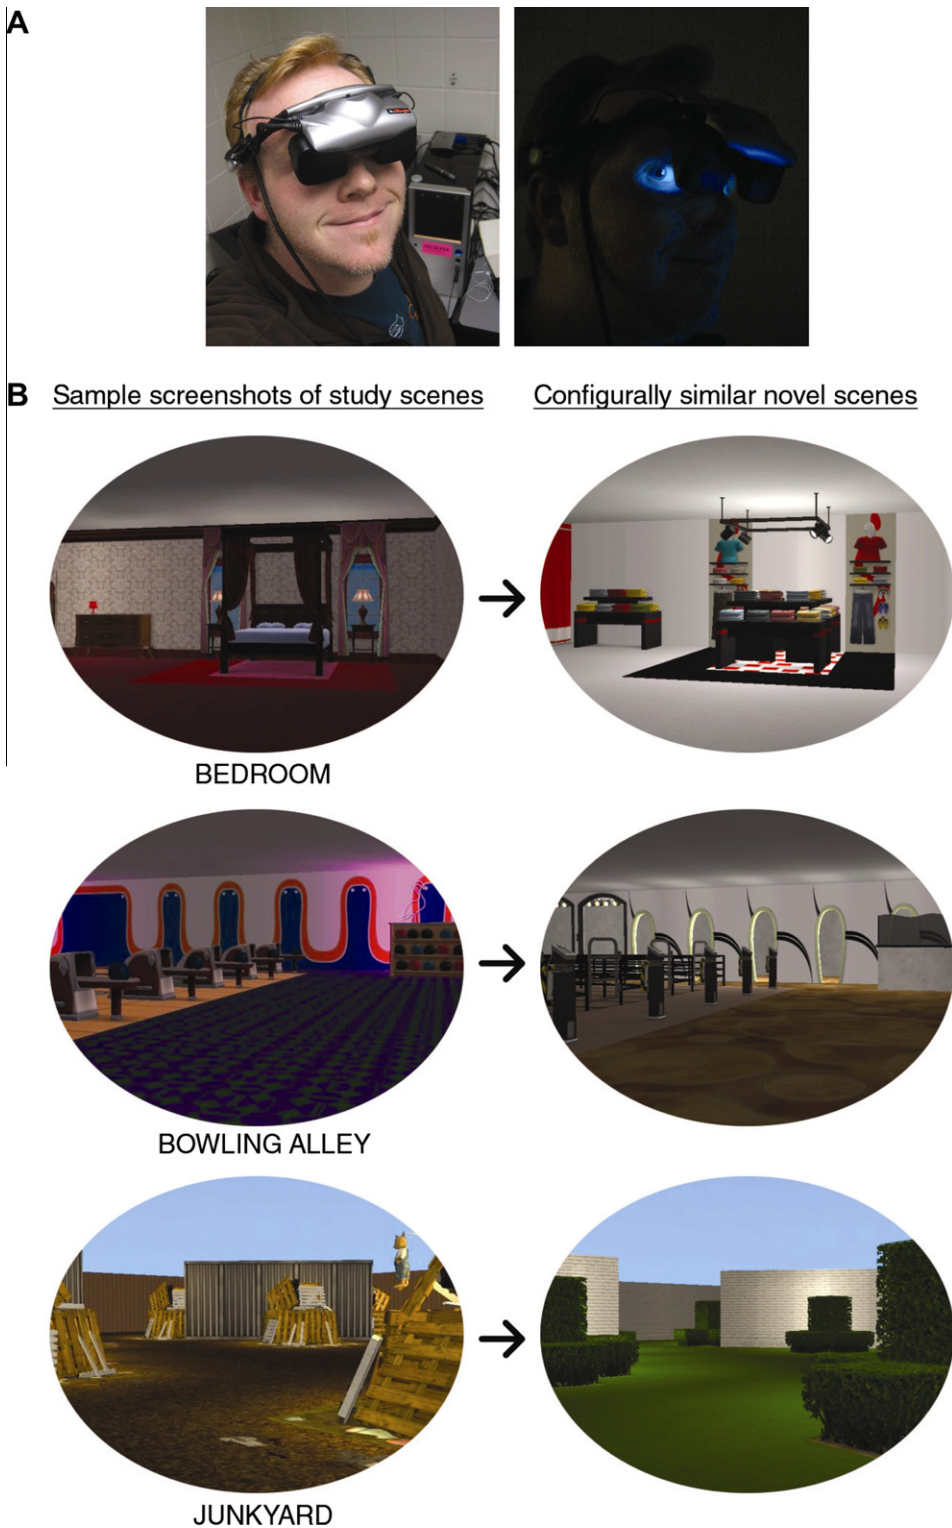 A
B
Sample screenshots of study scenes
Configurally similar novel scenes
BEDROOM
BOWLING ALLEY
JUNKYARD